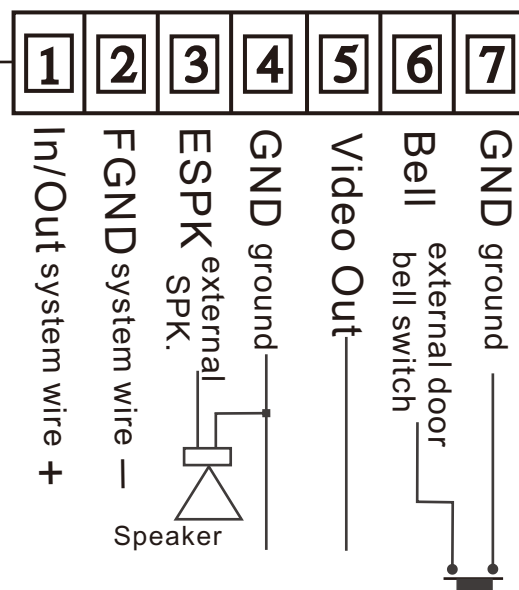 1 2 3 4 5 6 7
In/Out system wire +
FGND system wire —
ESPK external
SPK.
GND ground
Video Out
Bell external door
bell switch
GND ground
Speaker